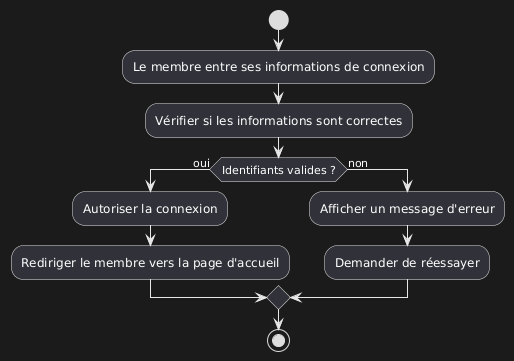 Le membre entre ses informations de connexion
Vérifier si les informations sont correctes
oui
Identifiants valides ?
non
Autoriser la connexion
Afficher un message d'erreur
Rediriger le membre vers la page d'accueil
Demander de réessayer